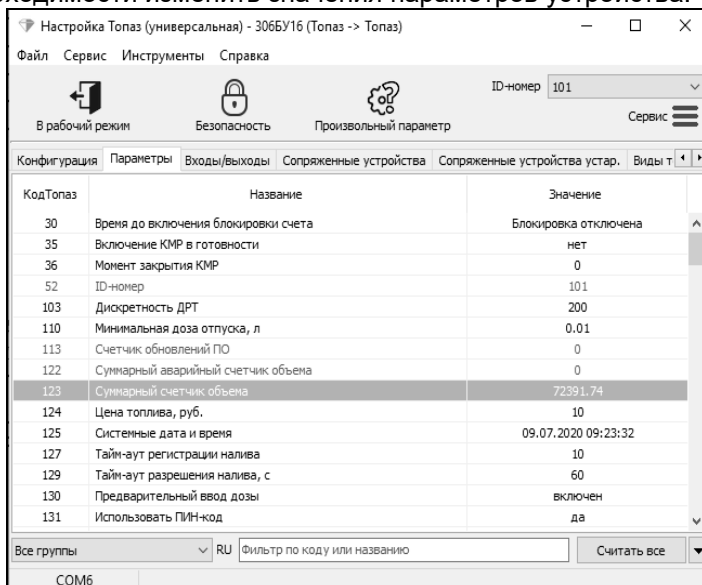 ходимости изменить значения параметров устройства.
Настройка Топаз (универсальная) - 306БУ16 (Топаз -> Топаз)
Файл Сервис Инструменты Справка
ID-номер 101
Сервис
В рабочий режим Безопасность Произвольный параметр
Конфигурация Параметры Входы/выходы Сопряженные устройства Сопряженные устройства устар. Виды т
КодТопаз Название Значение
30 Время до включения блокировки счета Блокировка отключена
35 Включение КМР в готовности нет
36 Момент закрытия КМР 0
52 ID-номер 101
103 Дискретность ДРТ 200
110 Минимальная доза отпуска, л 0.01
113 Счетчик обновлений ПО 0
122 Суммарный аварийный счетчик объема 0
123 Суммарный счетчик объема 72391.74
124 Цена топлива, руб. 10
125 Системные дата и время 09.07.2020 09:23:32
127 Тайм-аут регистрации налива 10
129 Тайм-аут разрешения налива, с 60
130 Предварительный ввод дозы включен
131 Использовать ПИН-код да
Все группы RU Фильтр по коду или названию Считать все
COM6